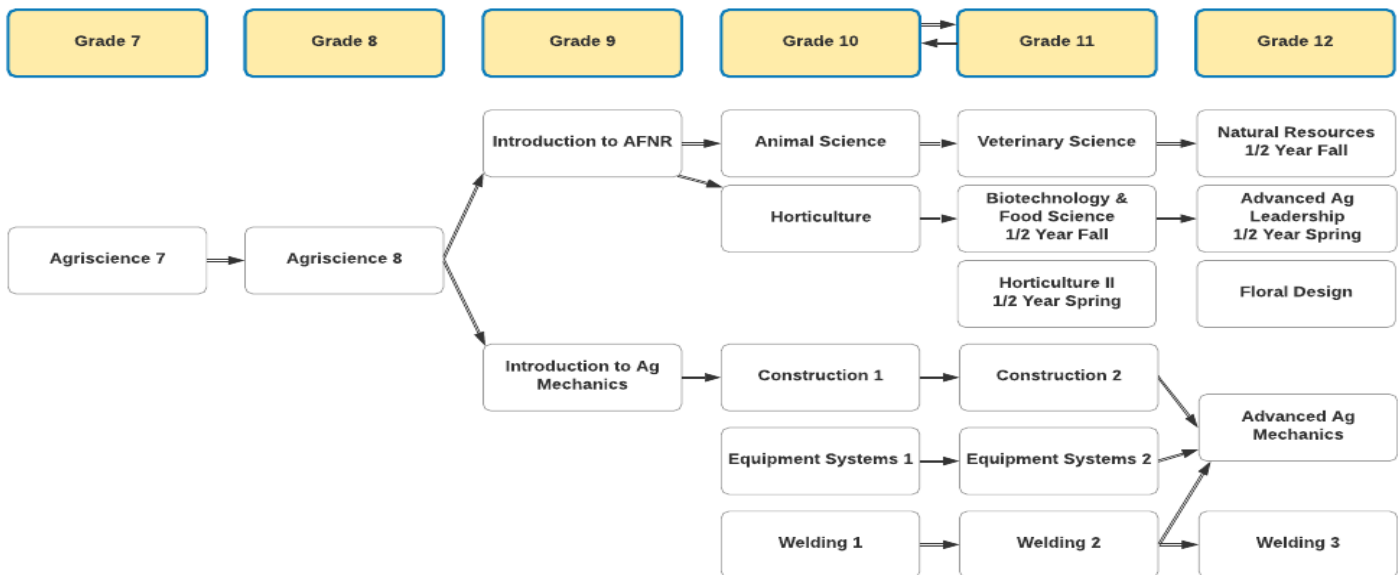 Grade 7
Grade 8
Grade 9
Grade 10
Grade 11
Grade 12
Introduction to AFNR
Animal Science
Veterinary Science
Natural Resources
1/2 Year Fall
Horticulture
Biotechnology &
Food Science
1/2 Year Fall
Advanced Ag
Leadership
1/2 Year Spring
Agriscience 7
Agriscience 8
Horticulture II
1/2 Year Spring
Floral Design
Introduction to Ag
Mechanics
Construction 1
Construction 2
Advanced Ag
Mechanics
Equipment Systems 1
Equipment Systems 2
Welding 1
Welding 2
Welding 3